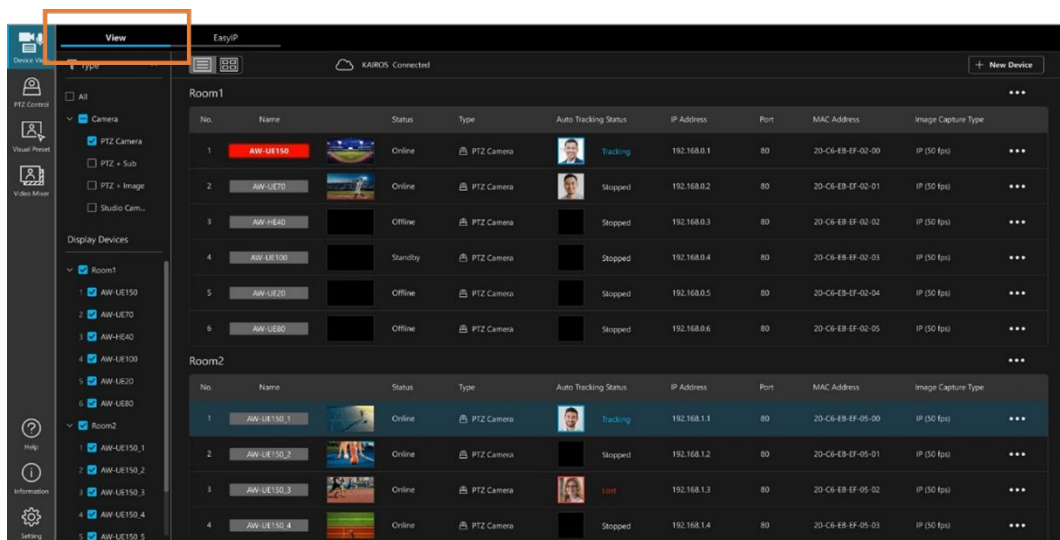 View EasyIP
Device View
Type
KAIROS Connected
+ New Device
All
Camera
PTZ Camera
PTZ + Sub
PTZ + Image
Studio Cam...
PTZ Control
Visual Preset
Video Mixer
Display Devices
Room1
1 AW-UE150
2 AW-UE70
3 AW-HE40
4 AW-UE100
5 AW-UE20
6 AW-UE80
Room2
1 AW-UE150_1
2 AW-UE150_2
3 AW-UE150_3
4 AW-UE150_4
5 AW-UE150_5
Help
Information
Setting
Room1
No. Name Status Type Auto Tracking Status IP Address Port MAC Address Image Capture Type
1 AW-UE150 Online PTZ Camera Tracking 192.168.0.1 80 20-C6-EB-EF-02-00 IP (50 fps)
2 AW-UE70 Online PTZ Camera Stopped 192.168.0.2 80 20-C6-EB-EF-02-01 IP (50 fps)
3 AW-HE40 Offline PTZ Camera Stopped 192.168.0.3 80 20-C6-EB-EF-02-02 IP (50 fps)
4 AW-UE100 Standby PTZ Camera Stopped 192.168.0.4 80 20-C6-EB-EF-02-03 IP (50 fps)
5 AW-UE20 Offline PTZ Camera Stopped 192.168.0.5 80 20-C6-EB-EF-02-04 IP (50 fps)
6 AW-UE80 Offline PTZ Camera Stopped 192.168.0.6 80 20-C6-EB-EF-02-05 IP (50 fps)
Room2
No. Name Status Type Auto Tracking Status IP Address Port MAC Address Image Capture Type
1 AW-UE150_1 Online PTZ Camera Tracking 192.168.1.1 80 20-C6-EB-EF-05-00 IP (50 fps)
2 AW-UE150_2 Online PTZ Camera Stopped 192.168.1.2 80 20-C6-EB-EF-05-01 IP (50 fps)
3 AW-UE150_3 Online PTZ Camera Lost 192.168.1.3 80 20-C6-EB-EF-05-02 IP (50 fps)
4 AW-UE150_4 Online PTZ Camera Stopped 192.168.1.4 80 20-C6-EB-EF-05-03 IP (50 fps)